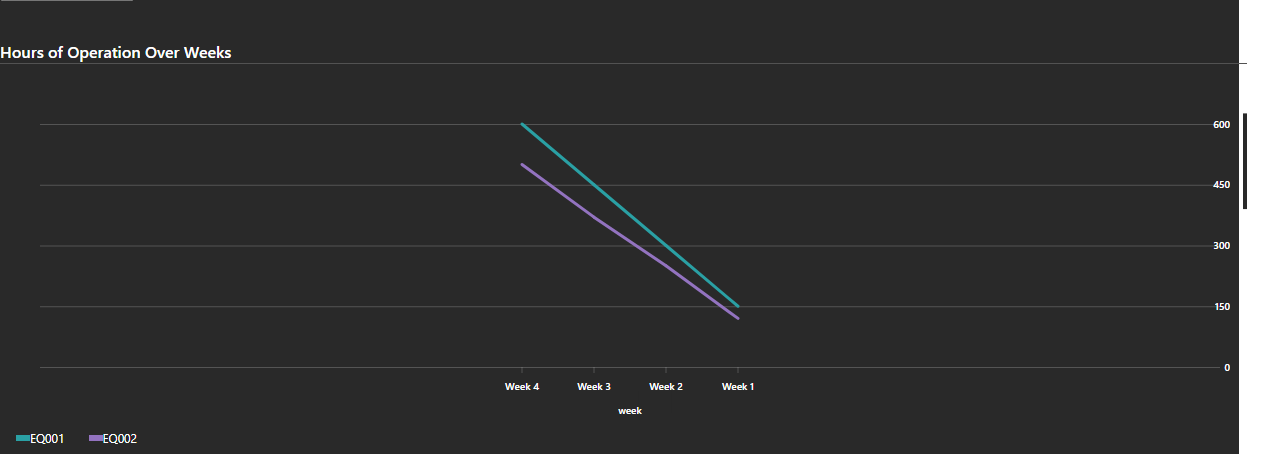 Hours of Operation Over Weeks
600
450
300
150
0
Week 4 Week 3 Week 2 Week 1
week
EQ001 EQ002